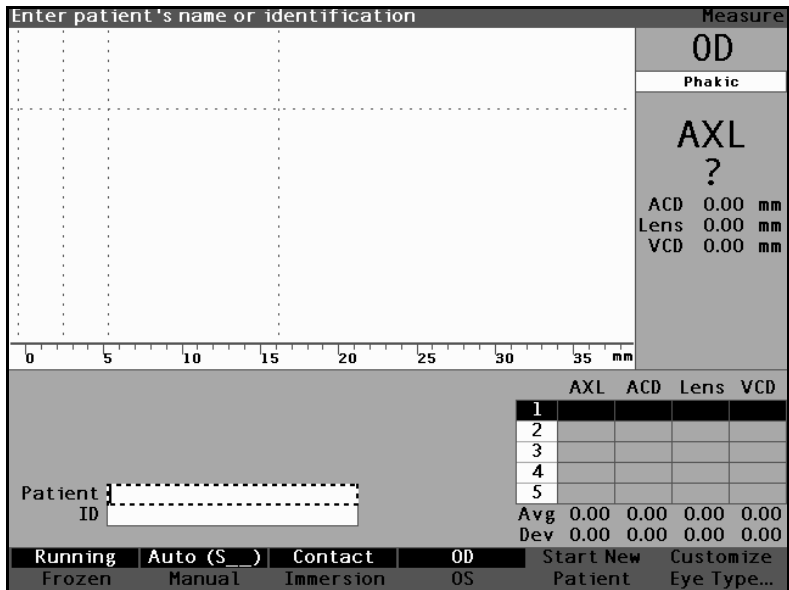 Enter patient's name or identification Measure
OD
Phakic
AXL
?
ACD 0.00 mm
Lens 0.00 mm
VCD 0.00 mm
0 5 10 15 20 25 30 35 mm
AXL ACD Lens VCD
1
2
3
4
5
Patient
ID
Avg 0.00 0.00 0.00 0.00
Dev 0.00 0.00 0.00 0.00
Running Auto (S__) Contact OD Start New Customize
Frozen Manual Immersion OS Patient Eye Type...